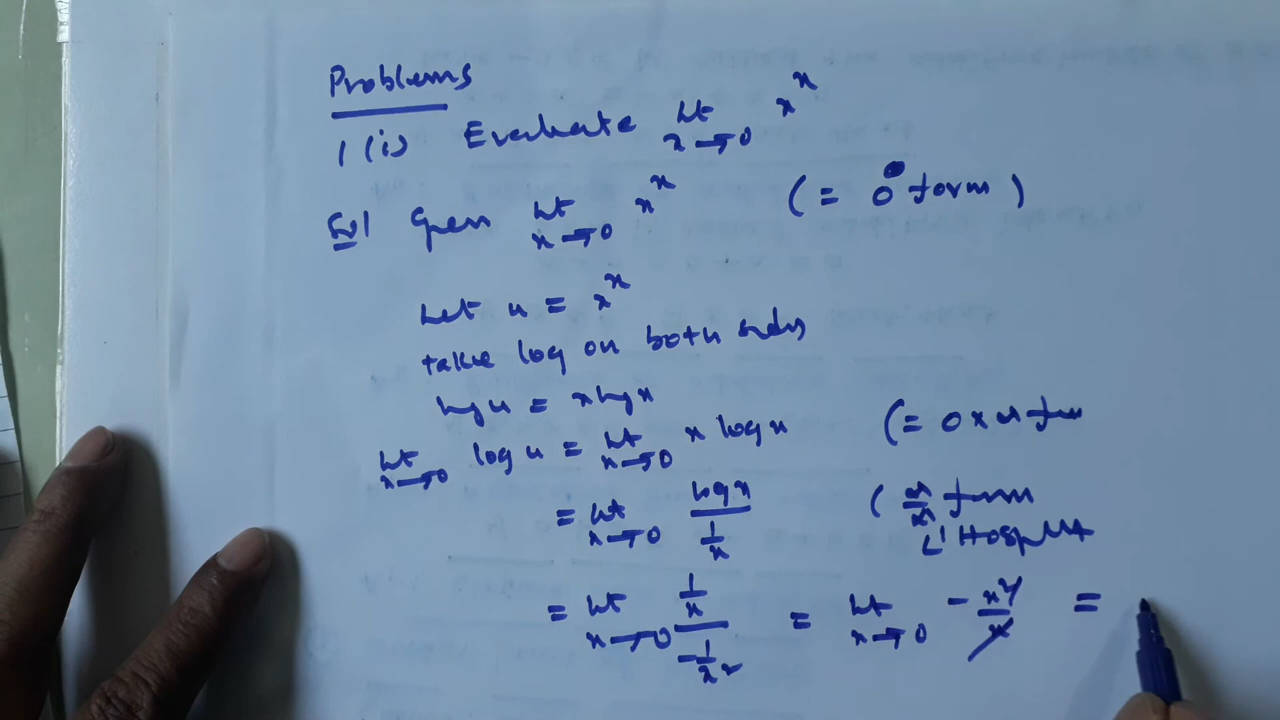 Problems
1 (i) Evaluate Lt x→0 x^x
Sol Given Lt x→0 x^x (= 0^0 form)
Let u = x^x
take log on both sides
log u = x log x
Lt x→0 log u = Lt x→0 x log x (= 0 x ∞ form
= Lt x→0 log x / (1/x) (∞/∞ form
L' Hospital
= Lt x→0 (1/x) / (-1/x²) = Lt x→0 - x²/x =